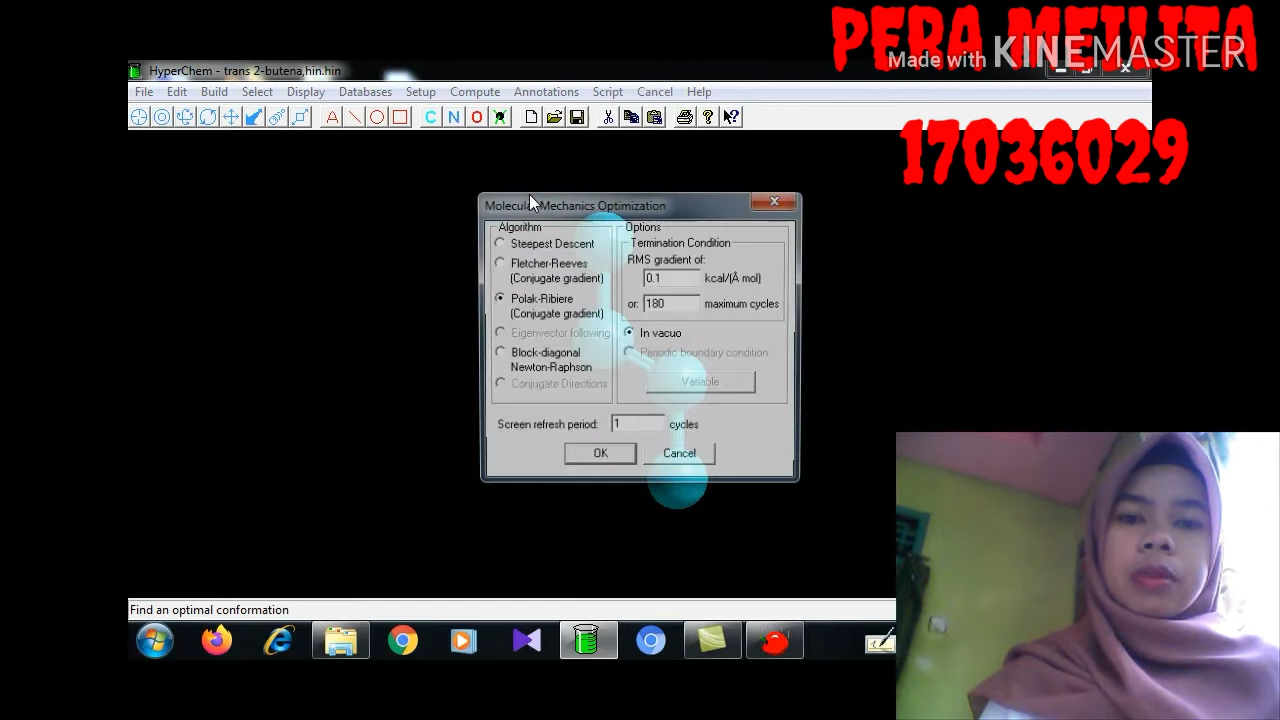 PERA MEILITA
Made with KINEMASTER
17036029
HyperChem - trans 2-butena,hin.hin
File Edit Build Select Display Databases Setup Compute Annotations Script Cancel Help
A C N O
Molecular Mechanics Optimization
Algorithm
Steepest Descent
Fletcher-Reeves
(Conjugate gradient)
Polak-Ribiere
(Conjugate gradient)
Eigenvector following
Block-diagonal
Newton-Raphson
Conjugate Directions
Options
Termination Condition
RMS gradient of:
0.1 kcal/(Å mol)
or: 180 maximum cycles
In vacuo
Periodic boundary condition
Variable
Screen refresh period: 1 cycles
OK Cancel
Find an optimal conformation